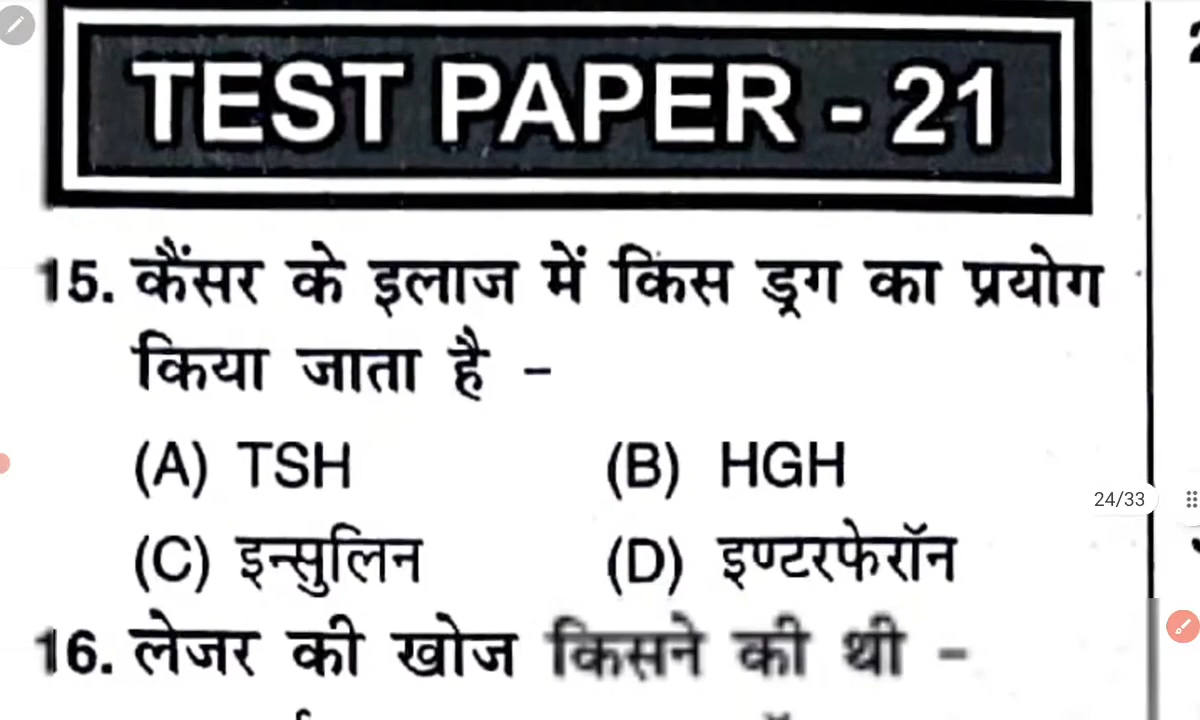 TEST PAPER - 21
15. कैंसर के इलाज में किस ड्रग का प्रयोग
किया जाता है -
(A) TSH (B) HGH
24/33
(C) इन्सुलिन (D) इण्टरफेरॉन
16. लेजर की खोज किसने की थी -